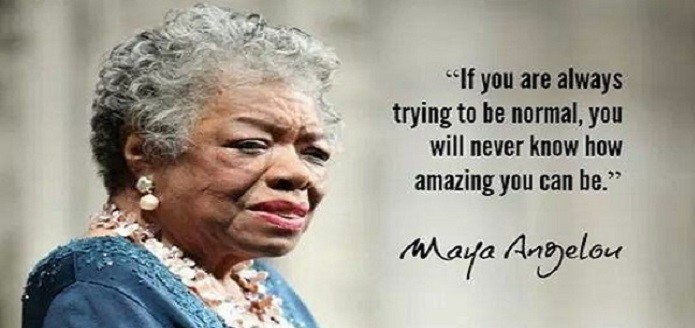 “If you are always
trying to be normal, you
will never know how
amazing you can be.”
Maya Angelou